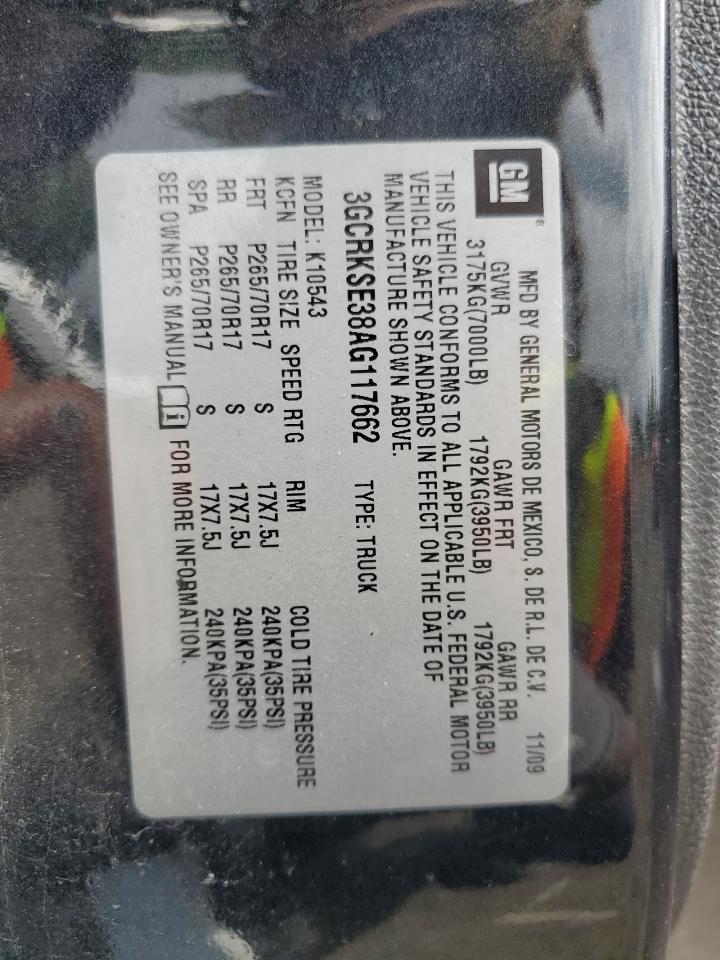 GM®
MFD BY GENERAL MOTORS DE MEXICO, S. DE R.L. DE C.V. 11/09
GVWR GAWR FRT GAWR RR
3175KG(7000LB) 1792KG(3950LB) 1792KG(3950LB)
THIS VEHICLE CONFORMS TO ALL APPLICABLE U.S. FEDERAL MOTOR
VEHICLE SAFETY STANDARDS IN EFFECT ON THE DATE OF
MANUFACTURE SHOWN ABOVE.
3GCRKSE38AG117662 TYPE: TRUCK
MODEL: K10543
KCFN TIRE SIZE SPEED RTG RIM COLD TIRE PRESSURE
FRT P265/70R17 S 17X7.5J 240KPA(35PSI)
RR P265/70R17 S 17X7.5J 240KPA(35PSI)
SPA P265/70R17 S 17X7.5J 240KPA(35PSI)
SEE OWNER'S MANUAL i FOR MORE INFORMATION.